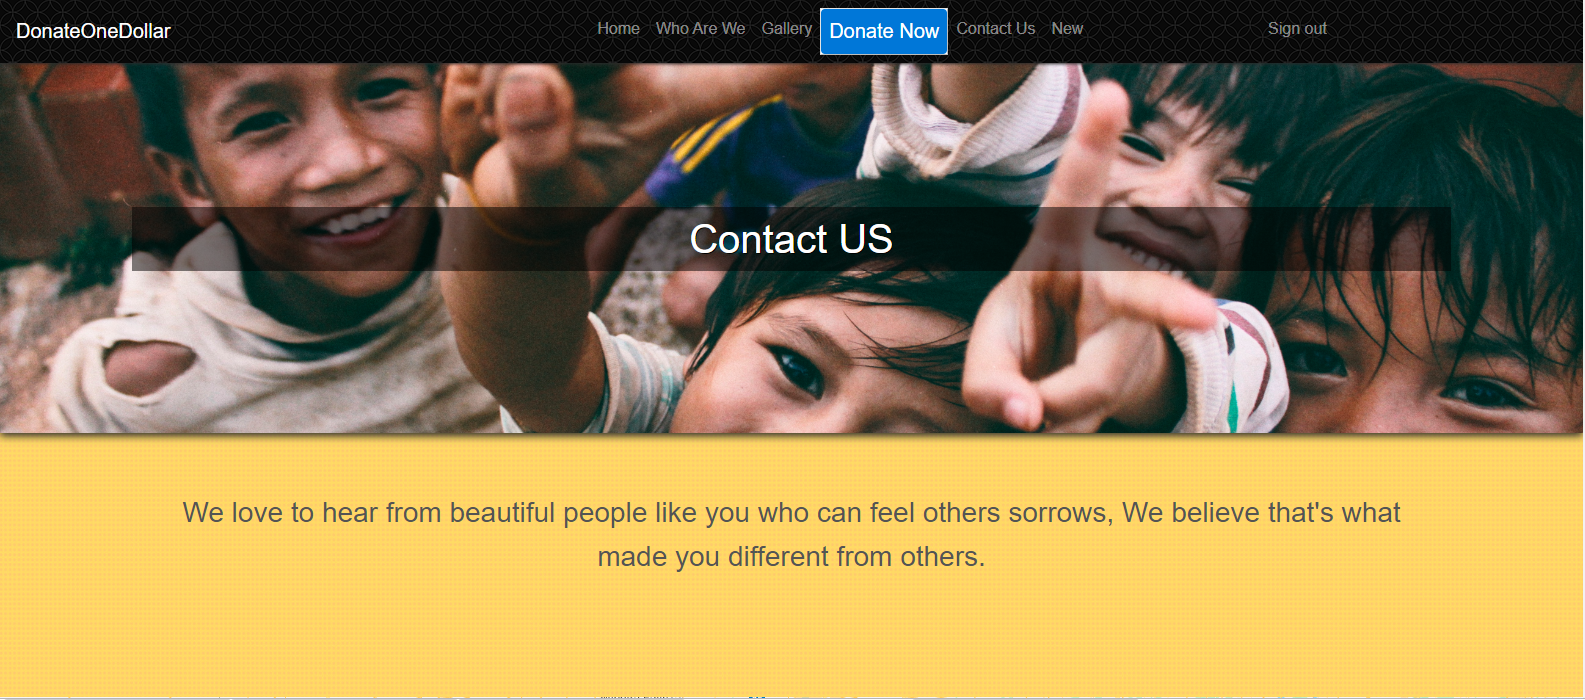 DonateOneDollar Home Who Are We Gallery Donate Now Contact Us New Sign out
Contact US
We love to hear from beautiful people like you who can feel others sorrows, We believe that's what
made you different from others.